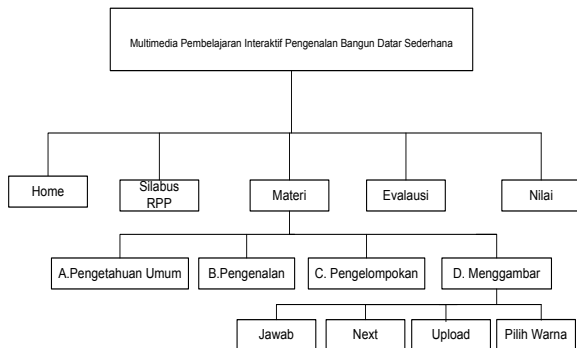 Multimedia Pembelajaran Interaktif Pengenalan Bangun Datar Sederhana
Home
Silabus
RPP
Materi
Evalausi
Nilai
A.Pengetahuan Umum
B.Pengenalan
C. Pengelompokan
D. Menggambar
Jawab
Next
Upload
Pilih Warna